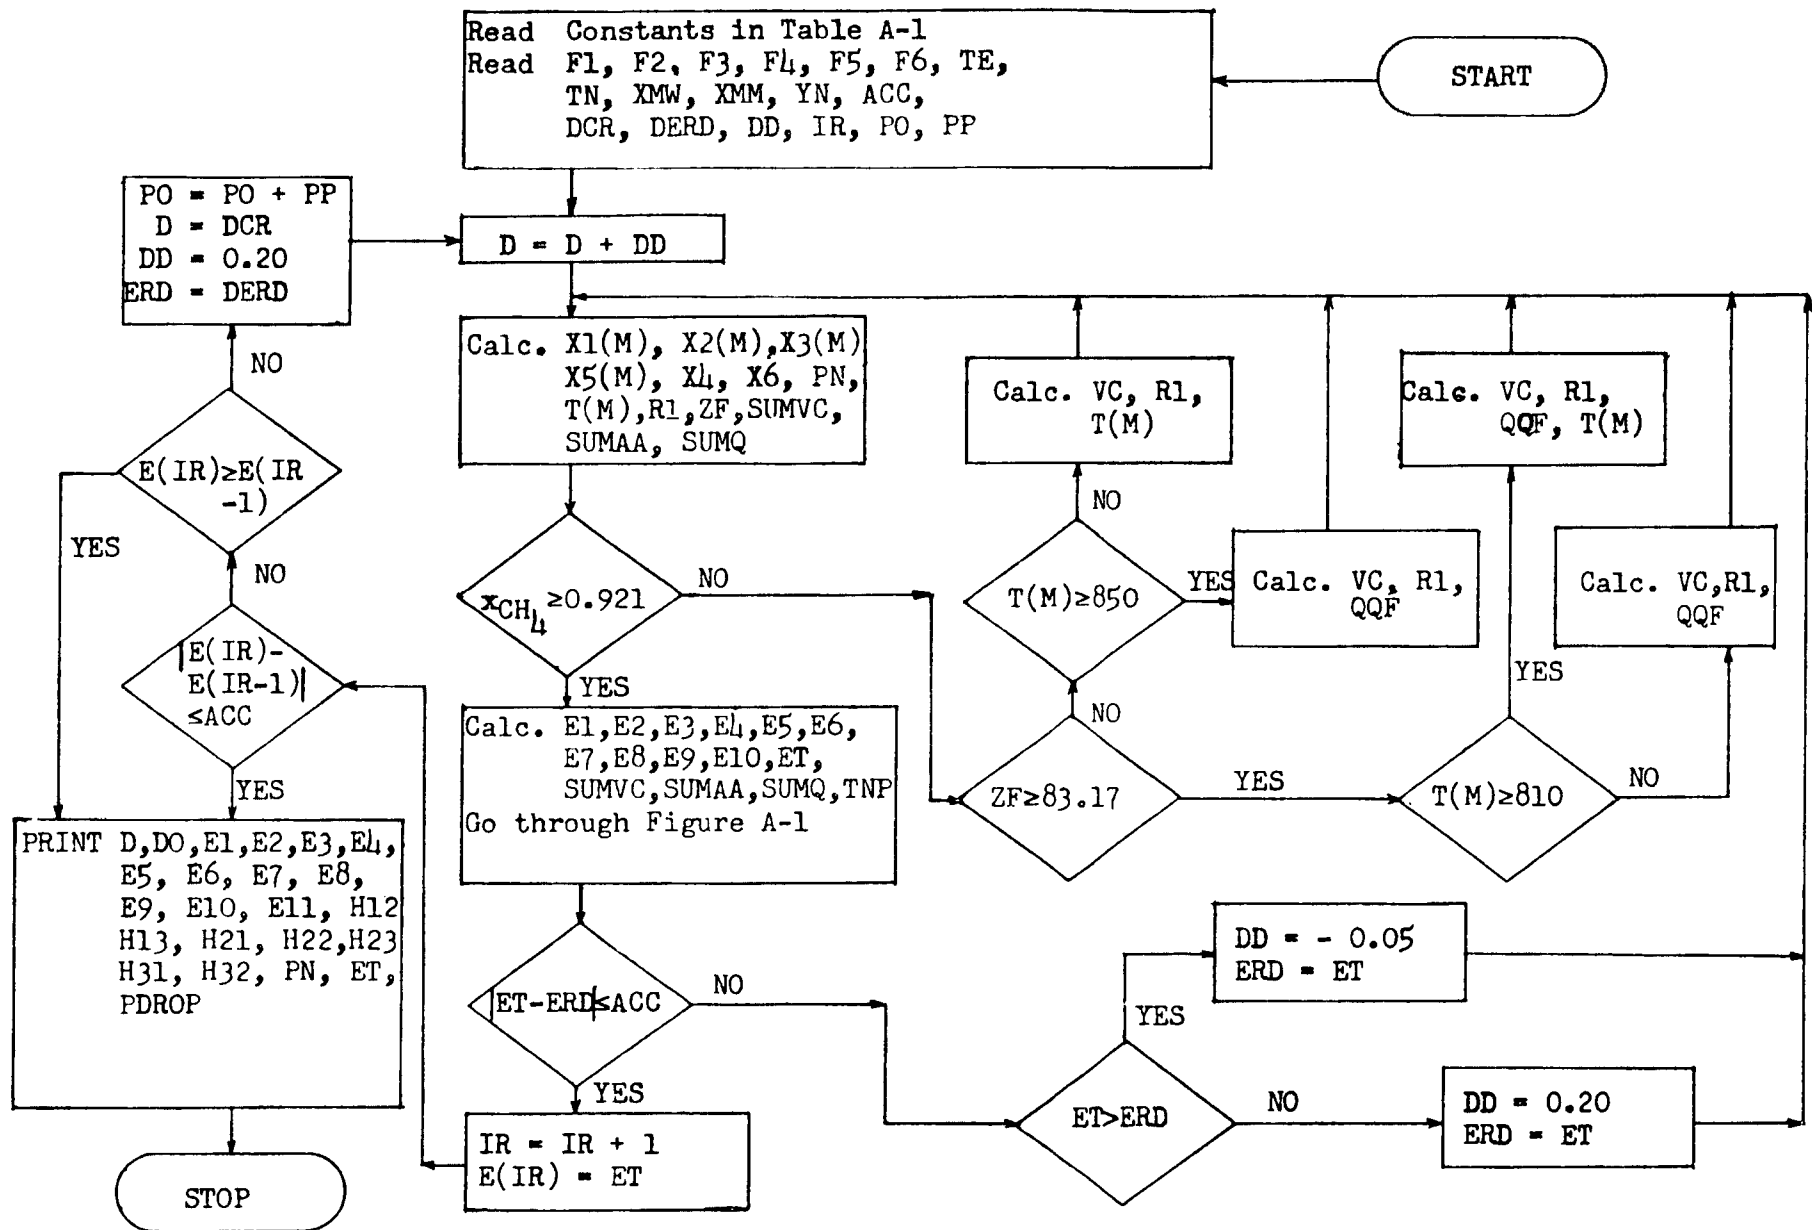 Read Constants in Table A-1
Read F1, F2, F3, F4, F5, F6, TE,
TN, XMW, XMM, YN, ACC,
DCR, DERD, DD, IR, PO, PP
START
PO = PO + PP
D = DCR
DD = 0.20
ERD = DERD
D = D + DD
Calc. X1(M), X2(M),X3(M)
X5(M), X4, X6, PN,
T(M),R1,ZF,SUMVC,
SUMAA, SUMQ
Calc. VC, R1,
T(M)
Calc. VC, R1,
QQF, T(M)
NO
E(IR)≥E(IR
-1)
YES
NO
xCH4 ≥0.921
NO
NO
T(M)≥850
YES
Calc. VC, R1,
QQF
Calc. VC,R1,
QQF
YES
|E(IR)-
E(IR-1)|
≤ACC
YES
YES
Calc. E1,E2,E3,E4,E5,E6,
E7,E8,E9,E10,ET,
SUMVC,SUMAA,SUMQ,TNP
Go through Figure A-1
NO
ZF≥83.17
YES
T(M)≥810
NO
PRINT D,DO,E1,E2,E3,E4,
E5, E6, E7, E8,
E9, E10, E11, H12
H13, H21, H22,H23
H31, H32, PN, ET,
PDROP
|ET-ERD|≤ACC
NO
YES
DD = - 0.05
ERD = ET
YES
ET>ERD
NO
DD = 0.20
ERD = ET
IR = IR + 1
E(IR) = ET
STOP